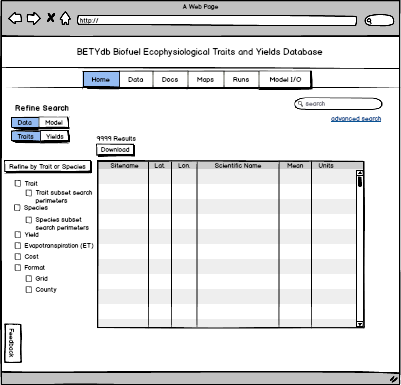 A Web Page
http://
BETYdb Biofuel Ecophysiological Traits and Yields Database
Home Data Docs Maps Runs Model I/O
search
advanced search
Refine Search
Data Model
Traits Yields
9999 Results
Download
Refine by Trait or Species
Sitename Lat. Lon. Scientific Name Mean Units
Trait
Trait subset search
perimeters
Species
Species subset
search perimeters
Yield
Evapotranspiration (ET)
Cost
Format
Grid
County
Feedback